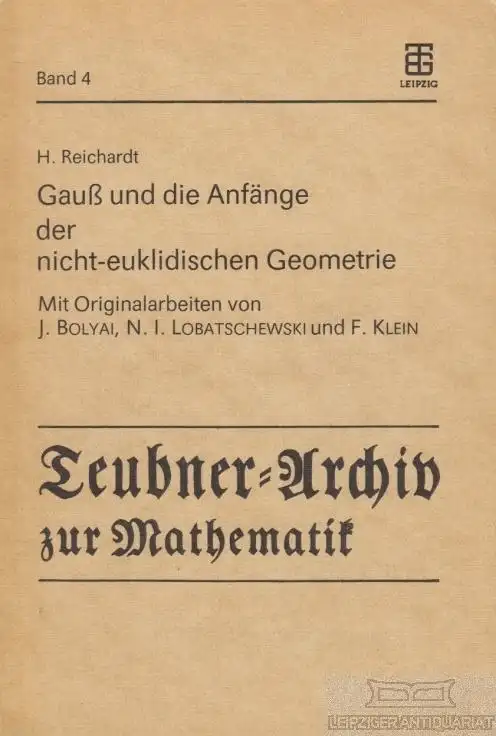 Band 4
LEIPZIG
H. Reichardt
Gauß und die Anfänge
der
nicht-euklidischen Geometrie
Mit Originalarbeiten von
J. BOLYAI, N. I. LOBATSCHEWSKI und F. KLEIN
Teubner-Archiv
zur Mathematik
LEIPZIGER ANTIQUARIAT